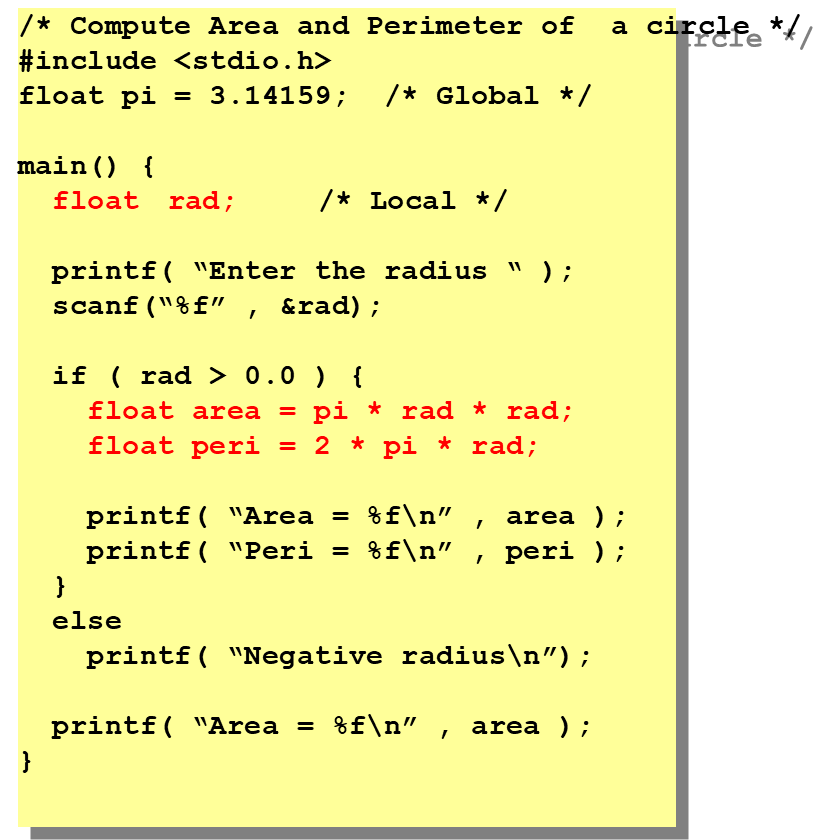 /* Compute Area and Perimeter of  a circle */
#include <stdio.h>
float pi = 3.14159;  /* Global */
main() {
  float  rad;     /* Local */
  printf( “Enter the radius “ );
  scanf(“%f” , &rad);
  if ( rad > 0.0 ) {
    float area = pi * rad * rad;
    float peri = 2 * pi * rad;
    printf( “Area = %f\n” , area );
    printf( “Peri = %f\n” , peri );
  }
  else
    printf( “Negative radius\n”);
  printf( “Area = %f\n” , area );
}